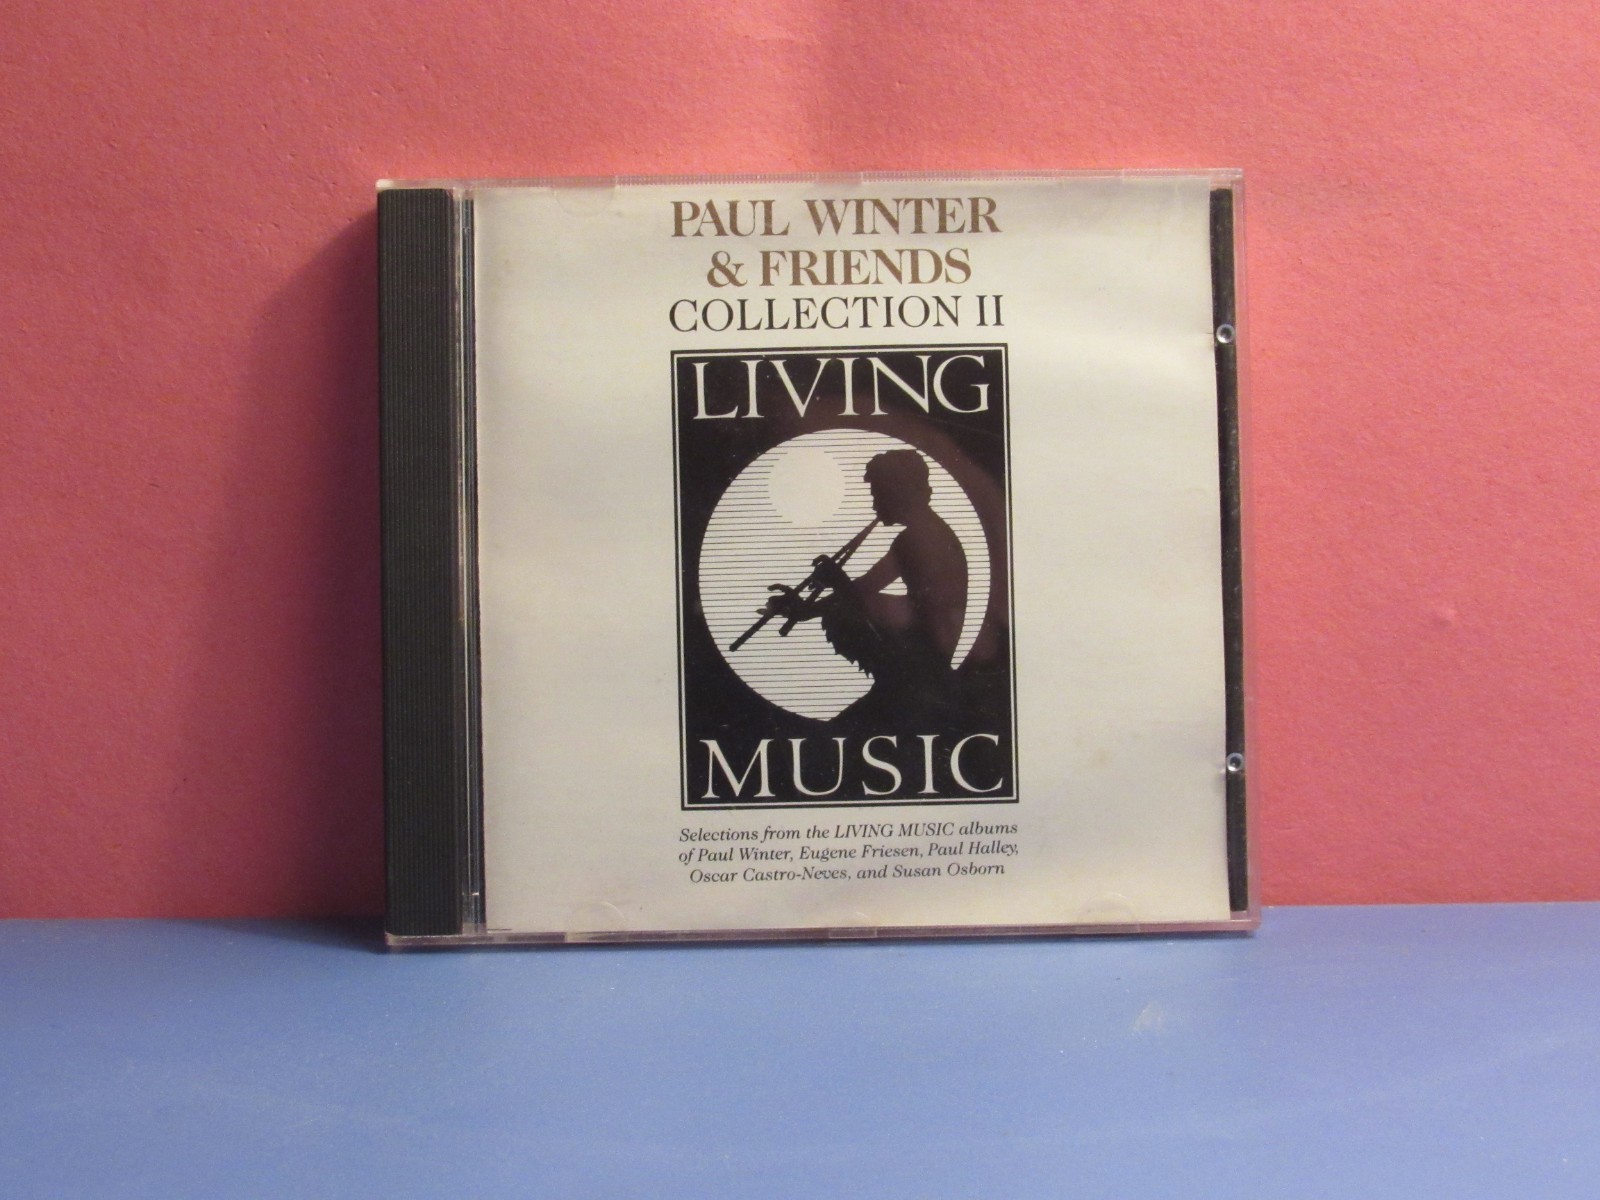 PAUL WINTER
& FRIENDS
COLLECTION II
LIVING
MUSIC
Selections from the LIVING MUSIC albums
of Paul Winter, Eugene Friesen, Paul Halley,
Oscar Castro-Neves, and Susan Osborn